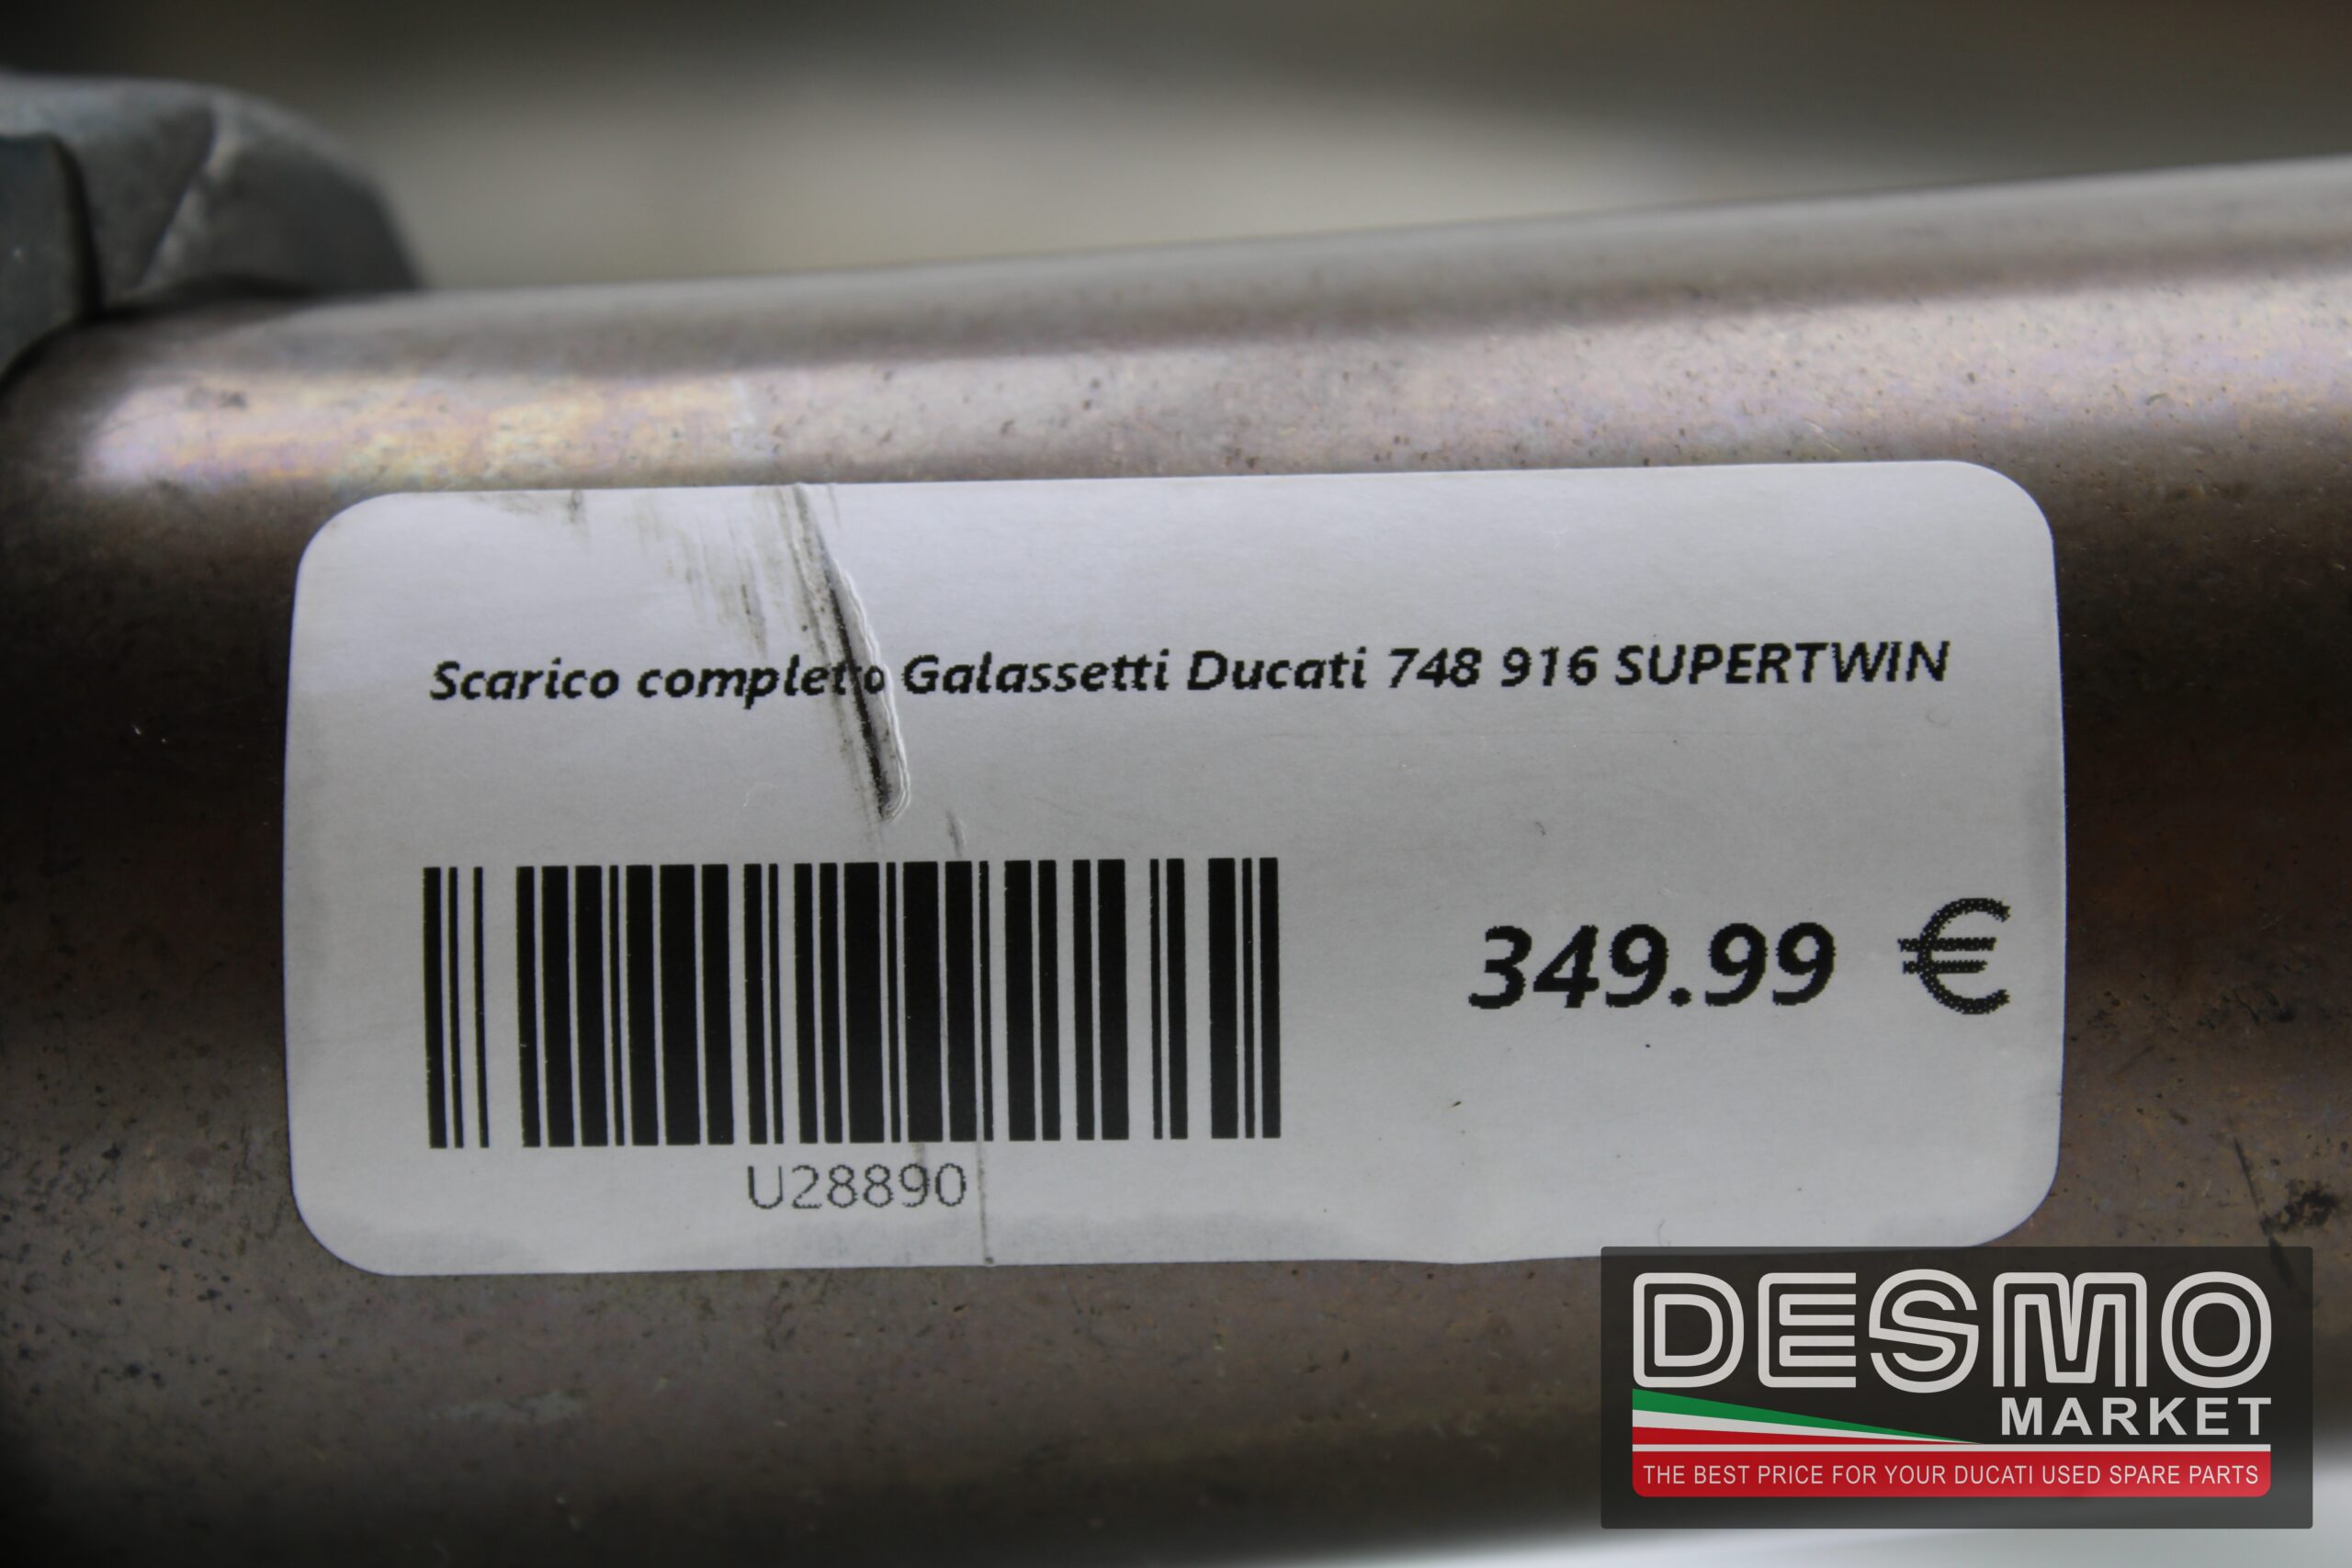 Scarico completo Galassetti Ducati 748 916 SUPERTWIN
349.99 €
U28890
DESMO
MARKET
THE BEST PRICE FOR YOUR DUCATI USED SPARE PARTS